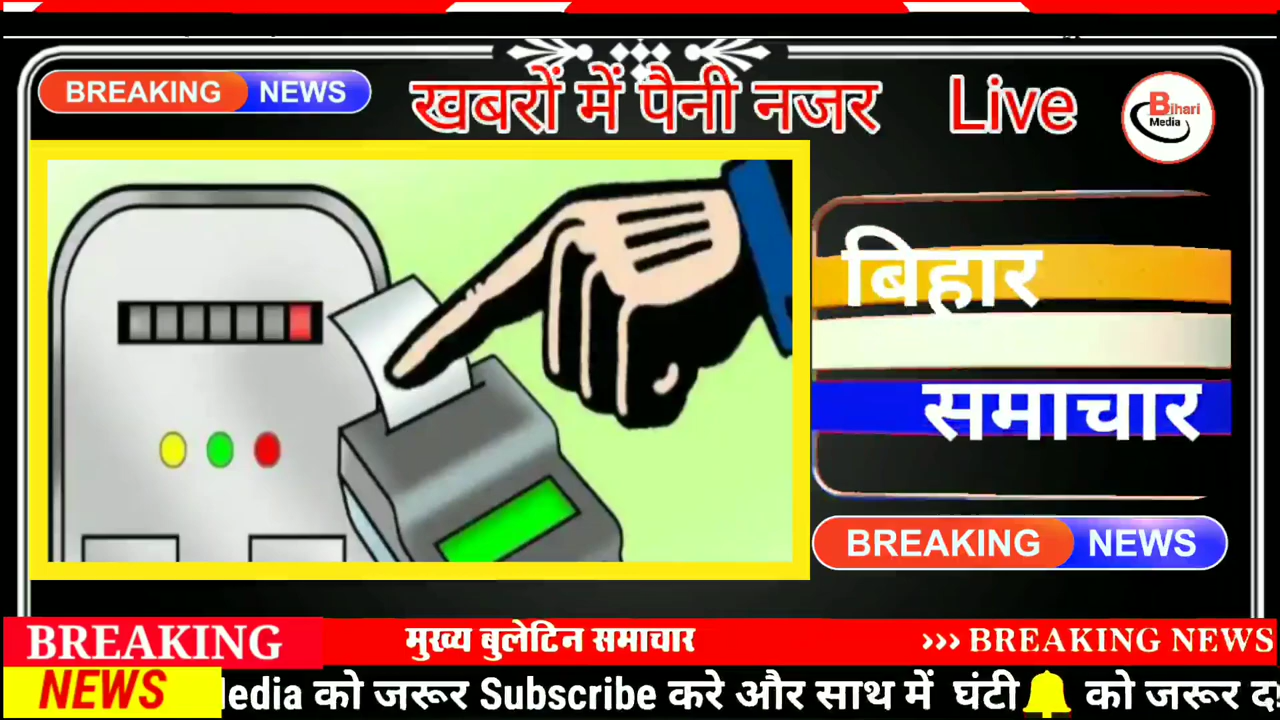 BREAKING NEWS
खबरों में पैनी नजर
Live
Bihari
Media
बिहार
समाचार
BREAKING NEWS
BREAKING
NEWS
मुख्य बुलेटिन समाचार
››› BREAKING NEWS
को जरूर Subscribe करे और साथ में घंटी🔔 को जरूर